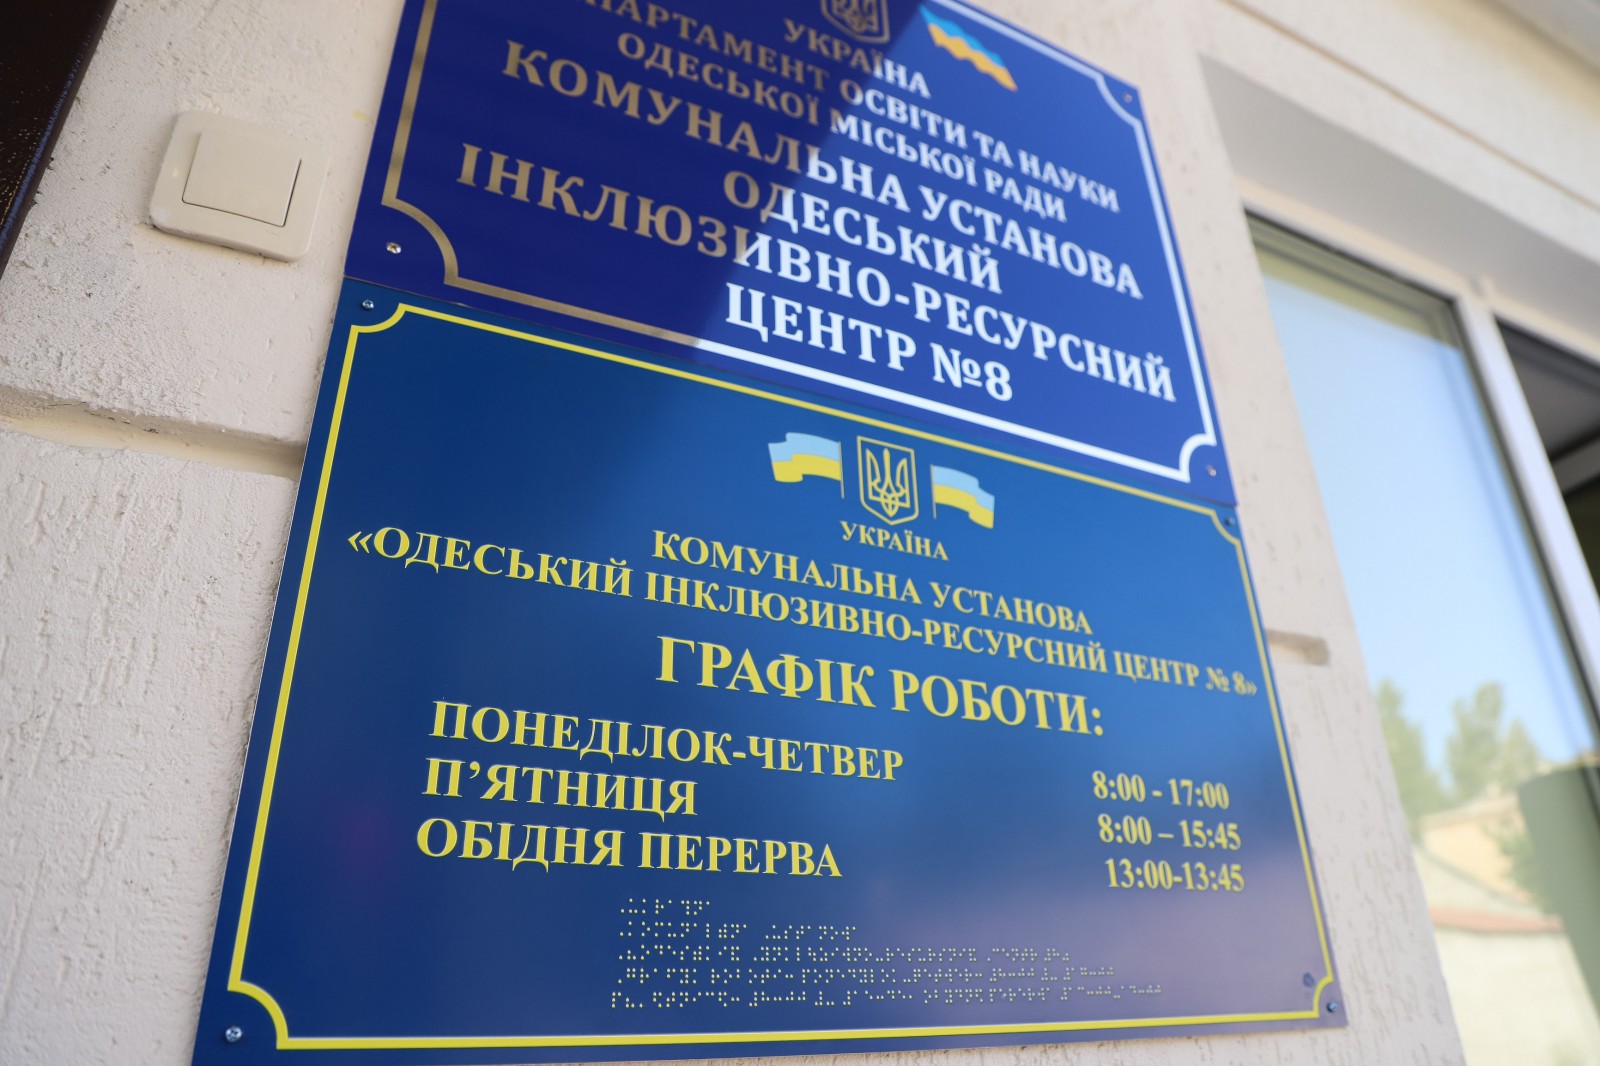 УКРАЇНА
ДЕПАРТАМЕНТ ОСВІТИ ТА НАУКИ
ОДЕСЬКОЇ МІСЬКОЇ РАДИ
КОМУНАЛЬНА УСТАНОВА
ОДЕСЬКИЙ
ІНКЛЮЗИВНО-РЕСУРСНИЙ
ЦЕНТР №8
УКРАЇНА
КОМУНАЛЬНА УСТАНОВА
«ОДЕСЬКИЙ ІНКЛЮЗИВНО-РЕСУРСНИЙ ЦЕНТР № 8»
ГРАФІК РОБОТИ:
ПОНЕДІЛОК-ЧЕТВЕР 8:00 - 17:00
П’ЯТНИЦЯ 8:00 – 15:45
ОБІДНЯ ПЕРЕРВА 13:00-13:45